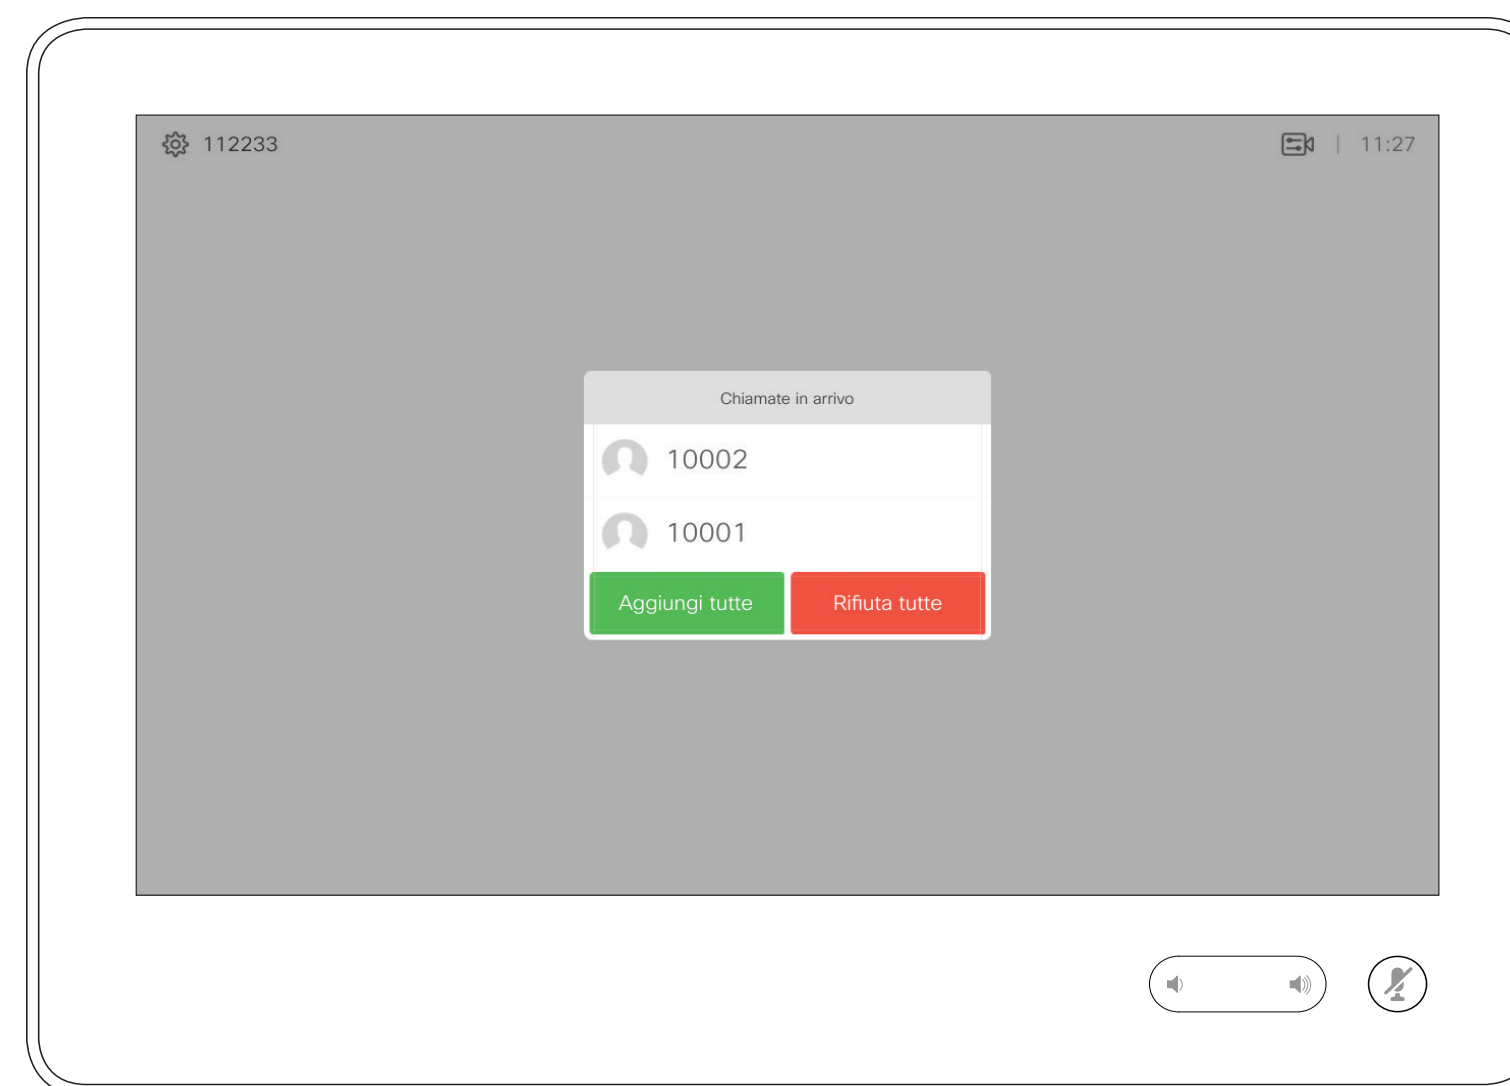 112233
11:27
Chiamate in arrivo
10002
10001
Aggiungi tutte
Rifiuta tutte